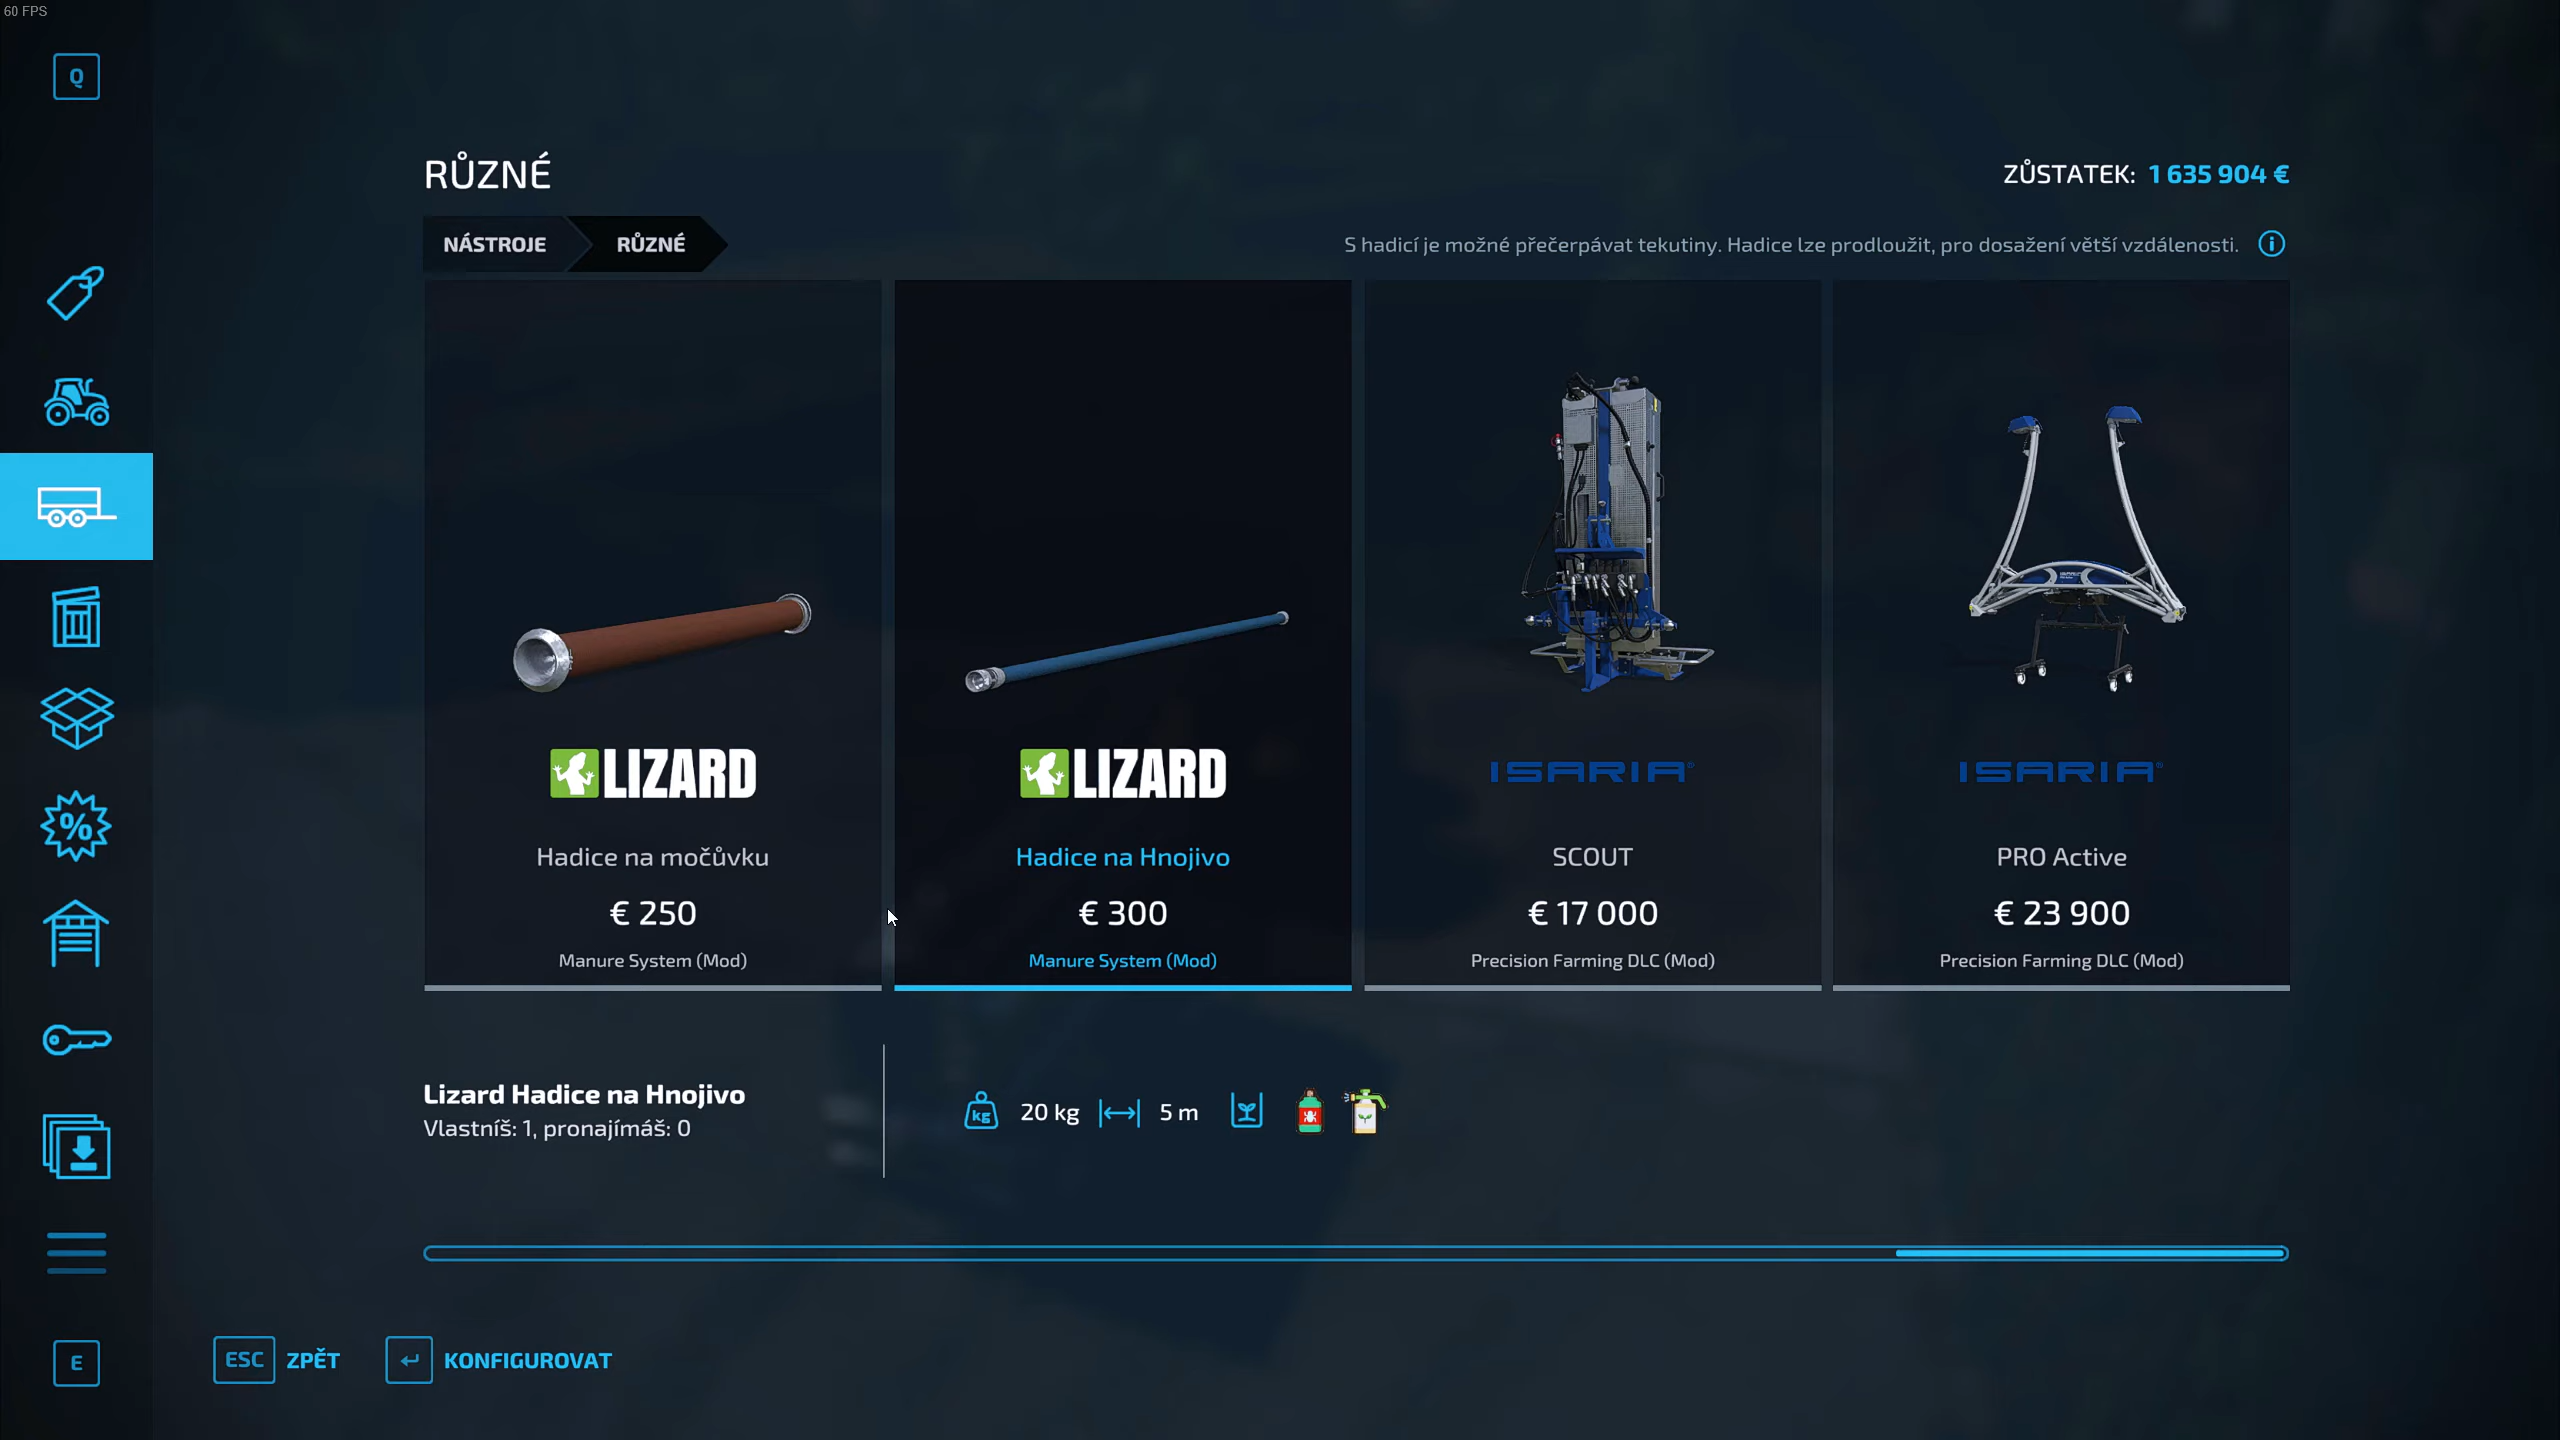 60 FPS
Q
RŮZNÉ
ZŮSTATEK: 1 635 904 €
NÁSTROJE
RŮZNÉ
S hadicí je možné přečerpávat tekutiny. Hadice lze prodloužit, pro dosažení větší vzdálenosti.
LIZARD
Hadice na močůvku
€ 250
Manure System (Mod)
LIZARD
Hadice na Hnojivo
€ 300
Manure System (Mod)
ISARIA®
SCOUT
€ 17 000
Precision Farming DLC (Mod)
ISARIA®
PRO Active
€ 23 900
Precision Farming DLC (Mod)
Lizard Hadice na Hnojivo
Vlastníš: 1, pronajímáš: 0
kg 20 kg 5 m
E
ESC ZPĚT
KONFIGUROVAT